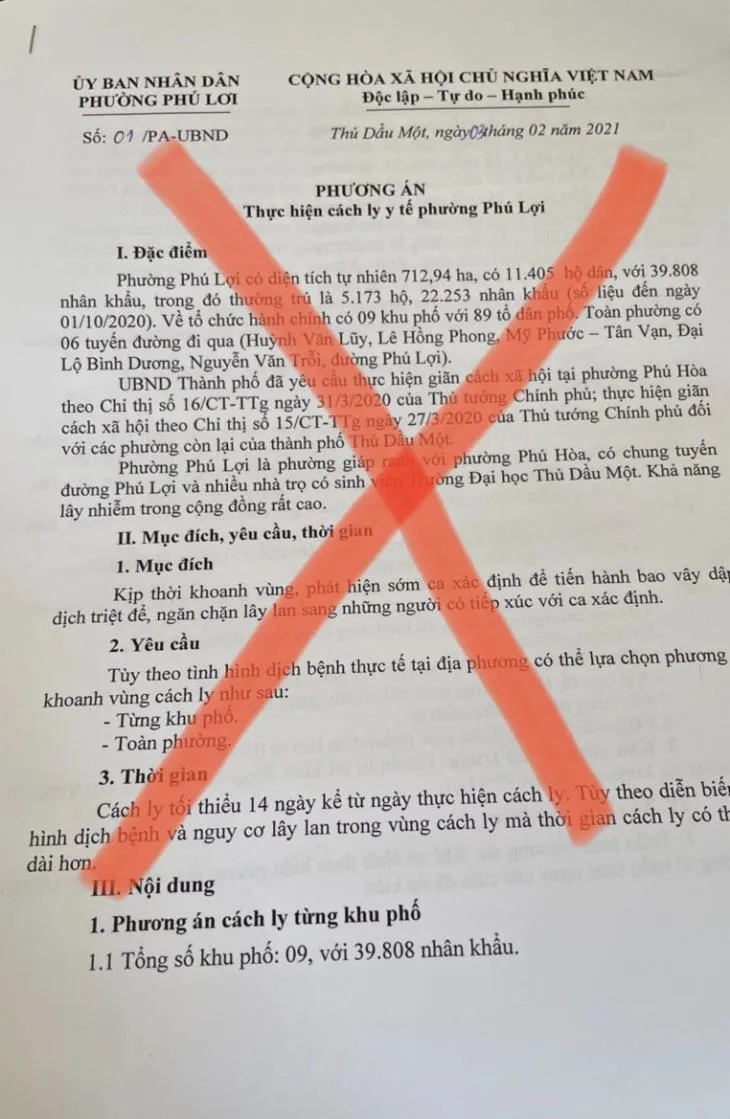 ỦY BAN NHÂN DÂN
PHƯỜNG PHÚ LỢI
CỘNG HÒA XÃ HỘI CHỦ NGHĨA VIỆT NAM
Độc lập – Tự do – Hạnh phúc
Số: 01 /PA-UBND
Thủ Dầu Một, ngày 03 tháng 02 năm 2021
PHƯƠNG ÁN
Thực hiện cách ly y tế phường Phú Lợi
I. Đặc điểm
Phường Phú Lợi có diện tích tự nhiên 712,94 ha, có 11.405 hộ dân, với 39.808
nhân khẩu, trong đó thường trú là 5.173 hộ, 22.253 nhân khẩu (số liệu đến ngày
01/10/2020). Về tổ chức hành chính có 09 khu phố với 89 tổ dân phố. Toàn phường có
06 tuyến đường đi qua (Huỳnh Văn Lũy, Lê Hồng Phong, Mỹ Phước – Tân Vạn, Đại
Lộ Bình Dương, Nguyễn Văn Trỗi, đường Phú Lợi).
UBND Thành phố đã yêu cầu thực hiện giãn cách xã hội tại phường Phú Hòa
theo Chỉ thị số 16/CT-TTg ngày 31/3/2020 của Thủ tướng Chính phủ; thực hiện giãn
cách xã hội theo Chỉ thị số 15/CT-TTg ngày 27/3/2020 của Thủ tướng Chính phủ đối
với các phường còn lại của thành phố Thủ Dầu Một.
Phường Phú Lợi là phường giáp ranh với phường Phú Hòa, có chung tuyến
đường Phú Lợi và nhiều nhà trọ có sinh viên Trường Đại học Thủ Dầu Một. Khả năng
lây nhiễm trong cộng đồng rất cao.
II. Mục đích, yêu cầu, thời gian
1. Mục đích
Kịp thời khoanh vùng, phát hiện sớm ca xác định để tiến hành bao vây dập
dịch triệt để, ngăn chặn lây lan sang những người có tiếp xúc với ca xác định.
2. Yêu cầu
Tùy theo tình hình dịch bệnh thực tế tại địa phương có thể lựa chọn phương
khoanh vùng cách ly như sau:
- Từng khu phố.
- Toàn phường.
3. Thời gian
Cách ly tối thiểu 14 ngày kể từ ngày thực hiện cách ly. Tùy theo diễn biến
hình dịch bệnh và nguy cơ lây lan trong vùng cách ly mà thời gian cách ly có th
dài hơn.
III. Nội dung
1. Phương án cách ly từng khu phố
1.1 Tổng số khu phố: 09, với 39.808 nhân khẩu.